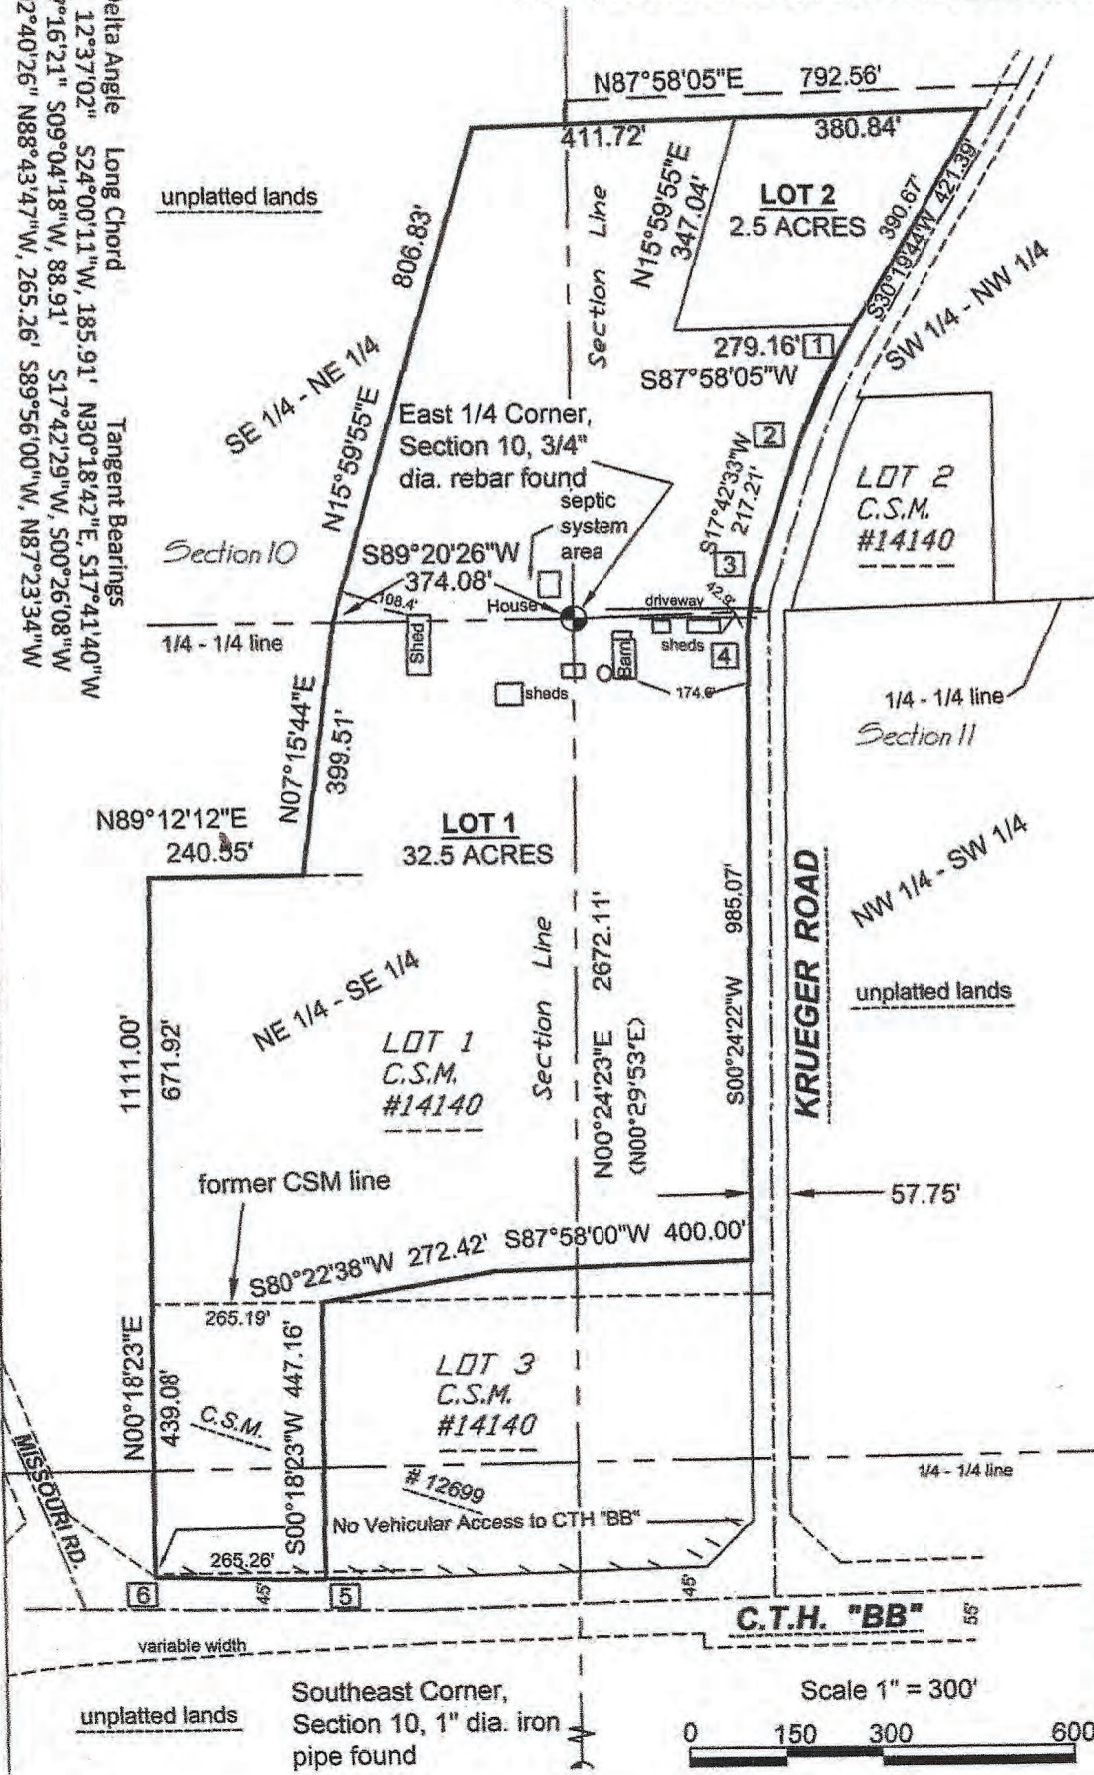 elta Angle Long Chord Tangent Bearings
12°37'02" S24°00'11"W, 185.91' N30°18'42"E, S17°41'40"W
°16'21" S09°04'18"W, 88.91' S17°42'29"W, S00°26'08"W
2°40'26" N88°43'47"W, 265.26' S89°56'00"W, N87°23'34"W
N87°58'05"E 792.56'
411.72'
380.84'
unplatted lands
806.83'
Section Line
N15°59'55"E
347.04'
LOT 2
2.5 ACRES
390.67'
S30°19'44"W 421.39'
SW 1/4 - NW 1/4
279.16'
1
S87°58'05"W
SE 1/4 - NE 1/4
N15°59'55"E
East 1/4 Corner,
Section 10, 3/4"
dia. rebar found
2
S17°42'33"W
217.21'
LOT 2
C.S.M.
#14140
septic
system
area
Section 10
S89°20'26"W
374.08'
3
108.4'
House
driveway
42.9'
1/4 - 1/4 line
Shed
Barn
sheds
4
sheds
174.6'
1/4 - 1/4 line
Section 11
N07°15'44"E
399.51'
N89°12'12"E
240.55'
LOT 1
32.5 ACRES
985.07'
S00°24'22"W
KRUEGER ROAD
NW 1/4 - SW 1/4
unplatted lands
NE 1/4 - SE 1/4
Section Line
N00°24'23"E 2672.11'
(N00°29'53"E)
1111.00'
671.92'
LOT 1
C.S.M.
#14140
former CSM line
57.75'
S80°22'38"W 272.42'
S87°58'00"W 400.00'
265.19'
N00°18'23"E
439.08'
S00°18'23"W 447.16'
LOT 3
C.S.M.
#14140
C.S.M.
# 12699
1/4 - 1/4 line
MISSOURI RD.
No Vehicular Access to CTH "BB"
265.26'
6
45'
5
45'
C.T.H. "BB"
55'
variable width
unplatted lands
Southeast Corner,
Section 10, 1" dia. iron
pipe found
Scale 1" = 300'
0 150 300 600